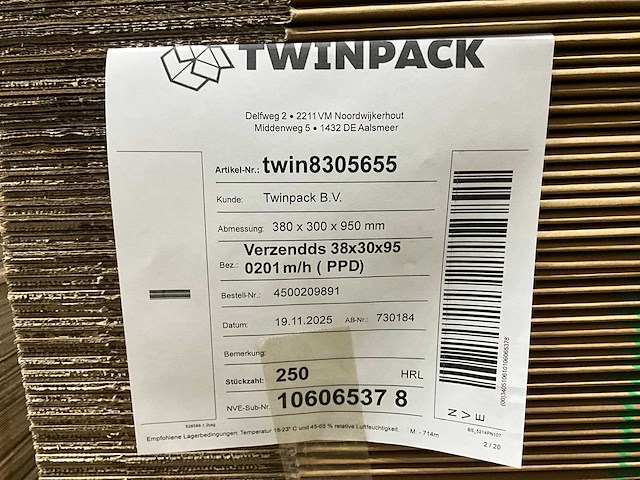 TWINPACK
Delfweg 2 • 2211 VM Noordwijkerhout
Middenweg 5 • 1432 DE Aalsmeer
Artikel-Nr.: twin8305655
Kunde: Twinpack B.V.
Abmessung: 380 x 300 x 950 mm
Bez.: Verzendds 38x30x95
0201 m/h ( PPD)
Bestell-Nr.: 4500209891
Datum: 19.11.2025 AB-Nr.: 730184
Bemerkung:
Stückzahl: 250 HRL
NVE-Sub-Nr. 10606537 8
Empfohlene Lagerbedingungen: Temperatur 18-23° C und 45-65 % relative Luftfeuchtigkeit. M: - 714m
NVE
2 / 20